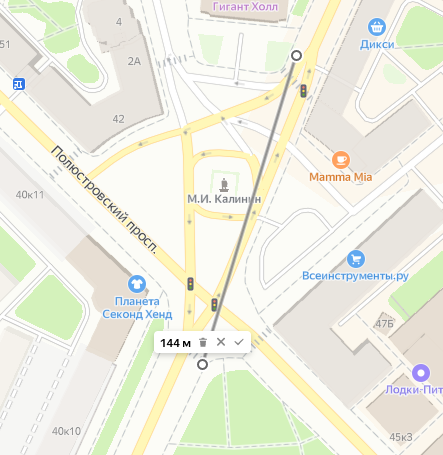 Гигант Холл
4
Дикси
51
2А
42
Полюстровский просп.
Mamma Mia
М.И. Калинин
40к11
Всеинструменты.ру
Планета
Секонд Хенд
47Б
144 м
Лодки-Пит
40к10
45к3